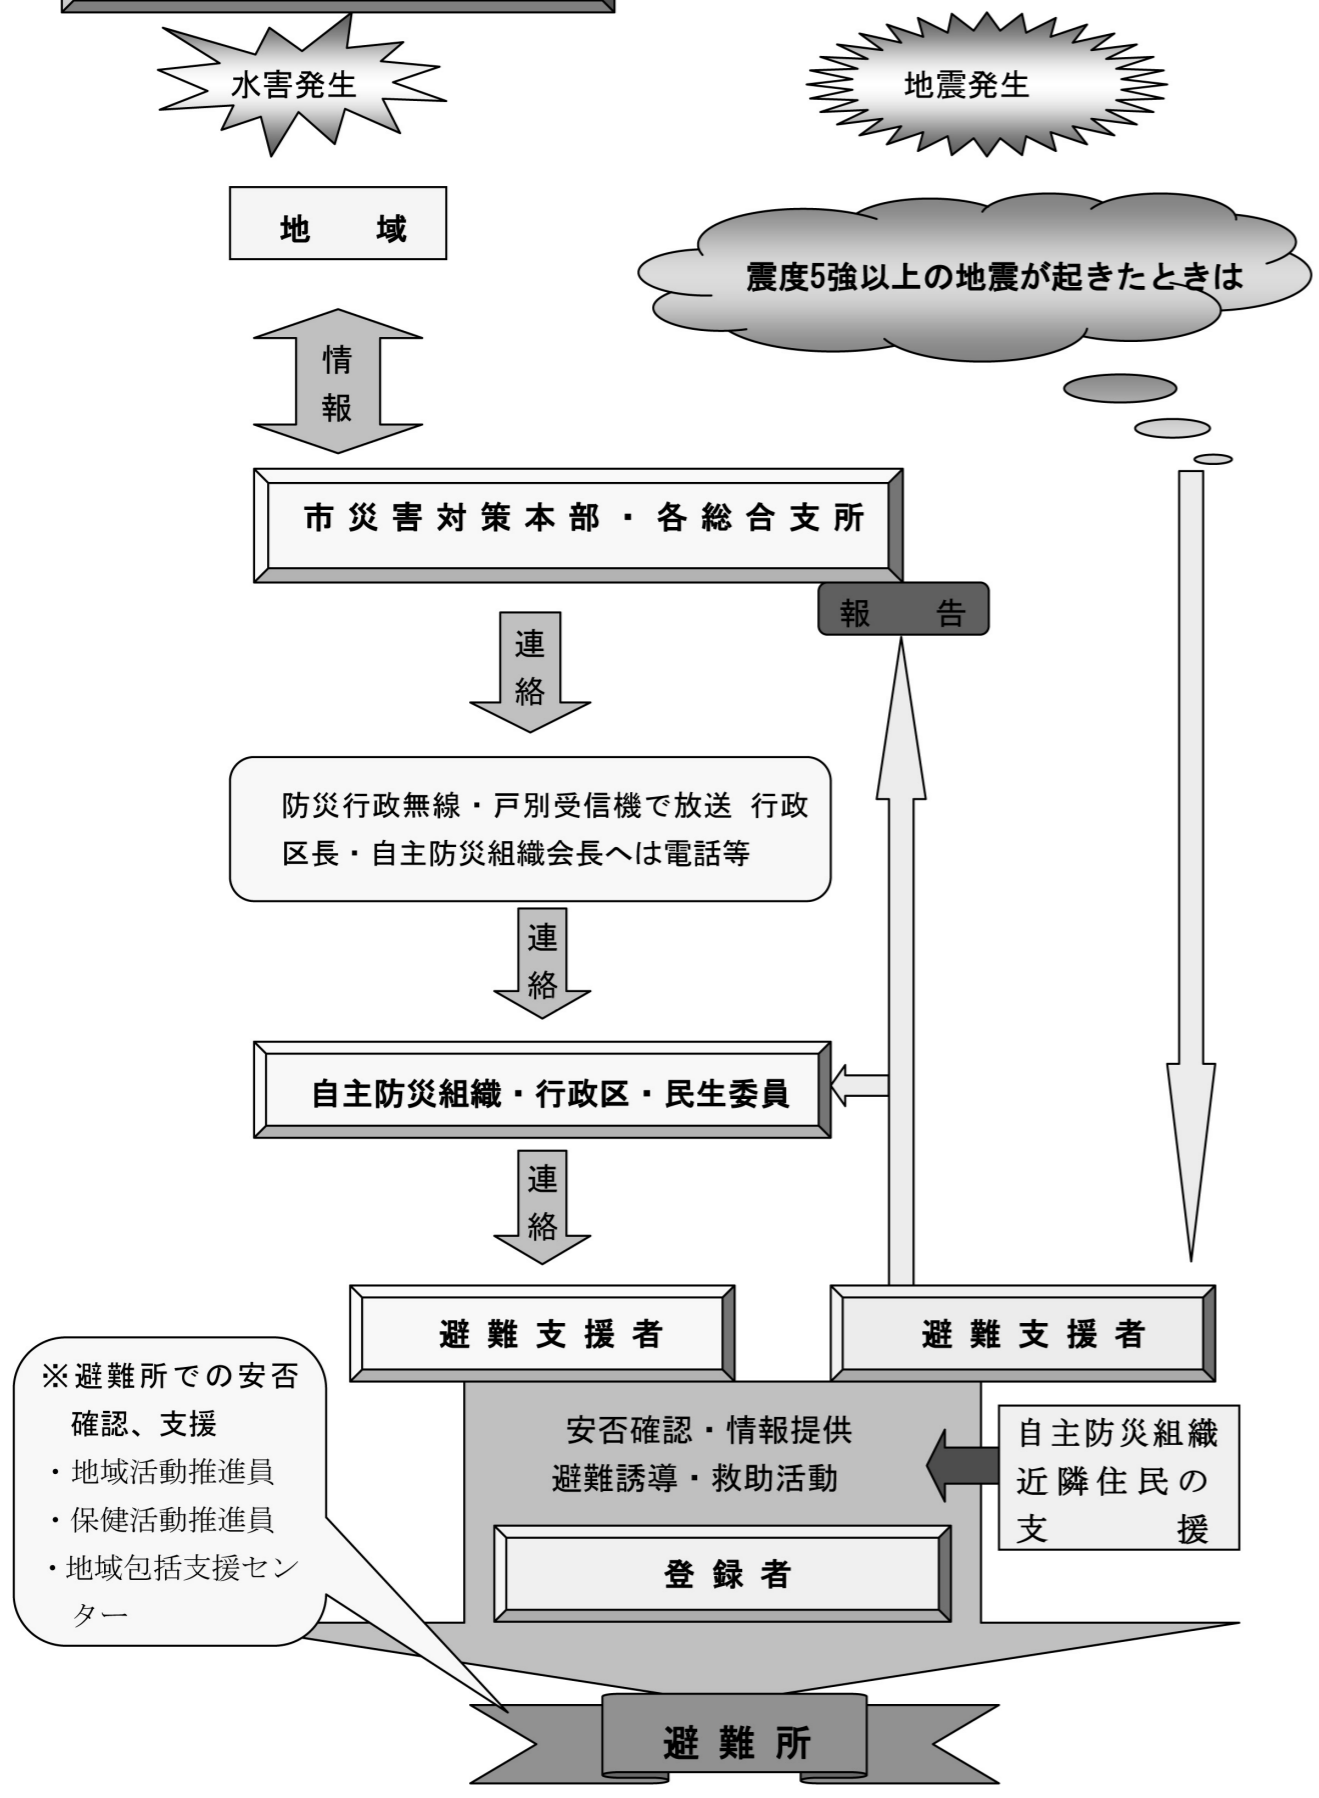 水害発生
地震発生
地　域
震度5強以上の地震が起きたときは
情
報
市災害対策本部・各総合支所
報　告
連
絡
防災行政無線・戸別受信機で放送 行政
区長・自主防災組織会長へは電話等
連
絡
自主防災組織・行政区・民生委員
連
絡
避難支援者
避難支援者
※避難所での安否
確認、支援
・地域活動推進員
・保健活動推進員
・地域包括支援セン
ター
安否確認・情報提供
避難誘導・救助活動
自主防災組織
近隣住民の
支　援
登録者
避難所